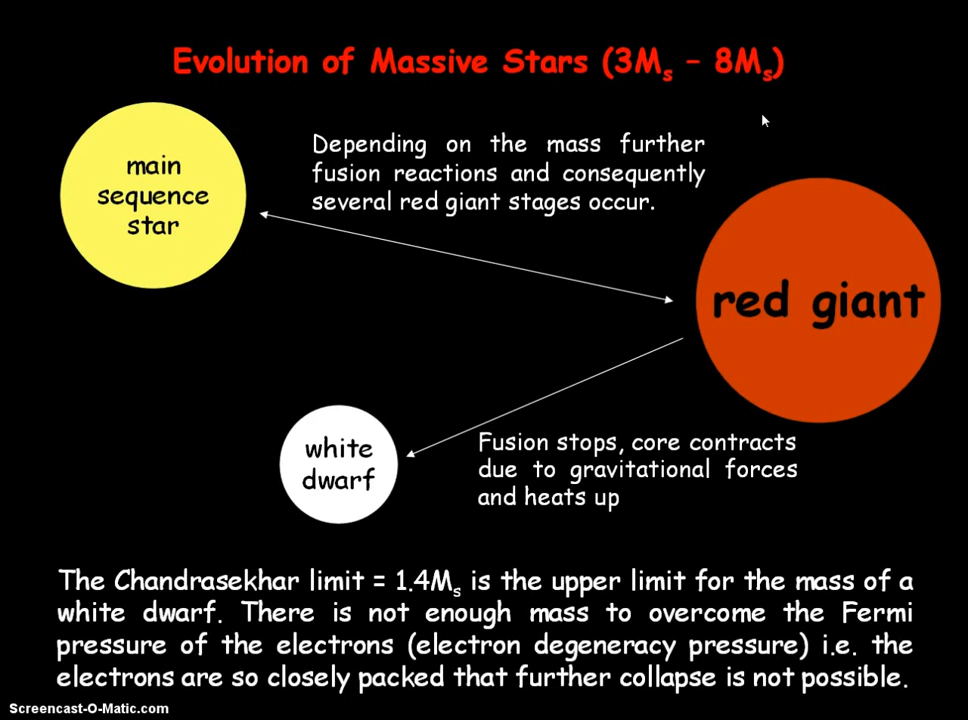 Evolution of Massive Stars (3Ms – 8Ms)
main
sequence
star
Depending on the mass further
fusion reactions and consequently
several red giant stages occur.
red giant
white
dwarf
Fusion stops, core contracts
due to gravitational forces
and heats up
The Chandrasekhar limit = 1.4Ms is the upper limit for the mass of a
white dwarf. There is not enough mass to overcome the Fermi
pressure of the electrons (electron degeneracy pressure) i.e. the
electrons are so closely packed that further collapse is not possible.
Screencast-O-Matic.com